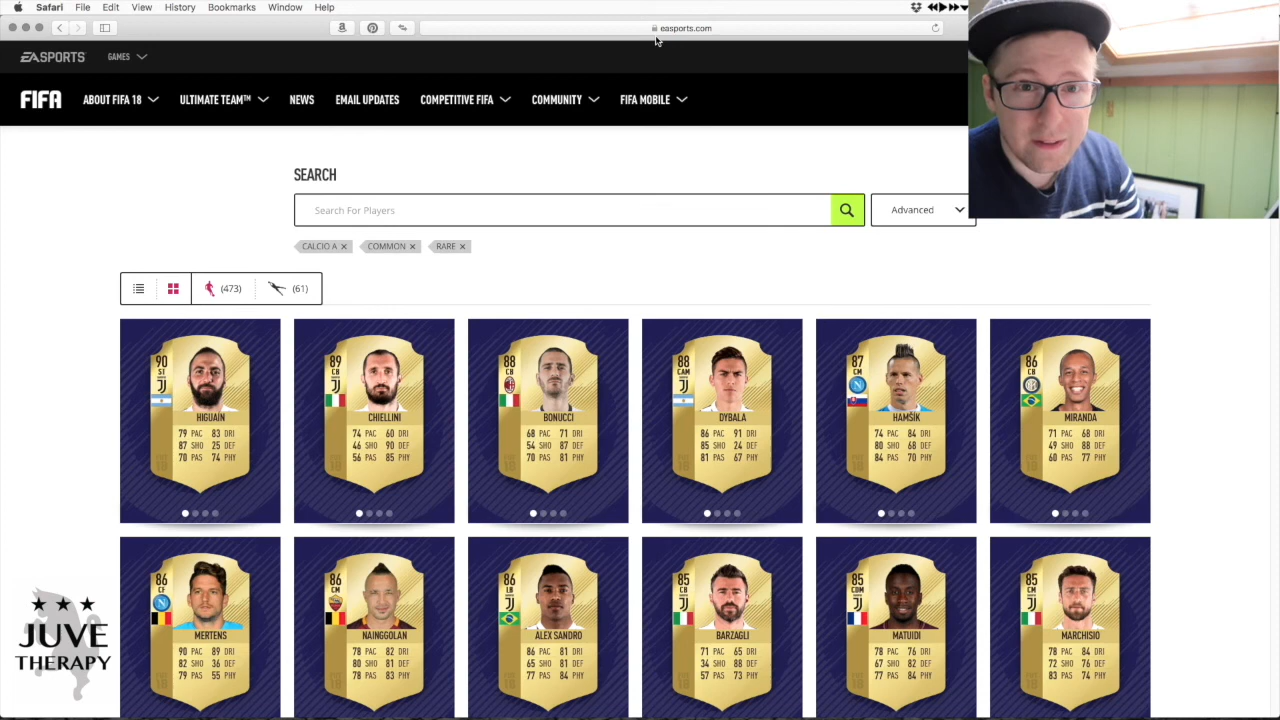 Safari File Edit View History Bookmarks Window Help
a
easports.com
EA SPORTS GAMES
FIFA ABOUT FIFA 18 ULTIMATE TEAM™ NEWS EMAIL UPDATES COMPETITIVE FIFA COMMUNITY FIFA MOBILE
SEARCH
Search For Players Advanced
CALCIO A COMMON RARE
(473) (61)
90
ST
HIGUAÍN
79 PAC 83 DRI
87 SHO 25 DEF
70 PAS 74 PHY
89
CB
CHIELLINI
74 PAC 60 DRI
46 SHO 90 DEF
56 PAS 85 PHY
88
CB
BONUCCI
68 PAC 71 DRI
54 SHO 87 DEF
70 PAS 81 PHY
88
CAM
DYBALA
86 PAC 91 DRI
85 SHO 24 DEF
81 PAS 67 PHY
87
CM
HAMŠÍK
74 PAC 84 DRI
80 SHO 68 DEF
84 PAS 70 PHY
86
CB
MIRANDA
71 PAC 68 DRI
49 SHO 88 DEF
60 PAS 77 PHY
86
CF
MERTENS
90 PAC 89 DRI
82 SHO 36 DEF
79 PAS 55 PHY
86
CM
NAINGGOLAN
78 PAC 82 DRI
80 SHO 81 DEF
78 PAS 83 PHY
86
LB
ALEX SANDRO
86 PAC 81 DRI
65 SHO 81 DEF
77 PAS 84 PHY
85
CB
BARZAGLI
71 PAC 65 DRI
34 SHO 88 DEF
57 PAS 73 PHY
85
CDM
MATUIDI
78 PAC 76 DRI
67 SHO 82 DEF
77 PAS 84 PHY
85
CM
MARCHISIO
78 PAC 84 DRI
72 SHO 76 DEF
83 PAS 74 PHY
JUVE
THERAPY